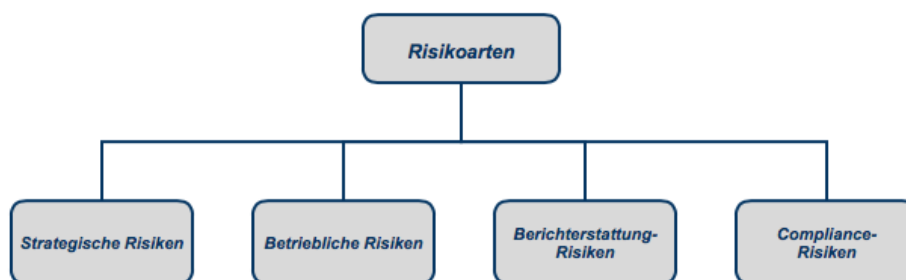 Risikoarten
Strategische Risiken
Betriebliche Risiken
Berichterstattung-
Risiken
Compliance-
Risiken